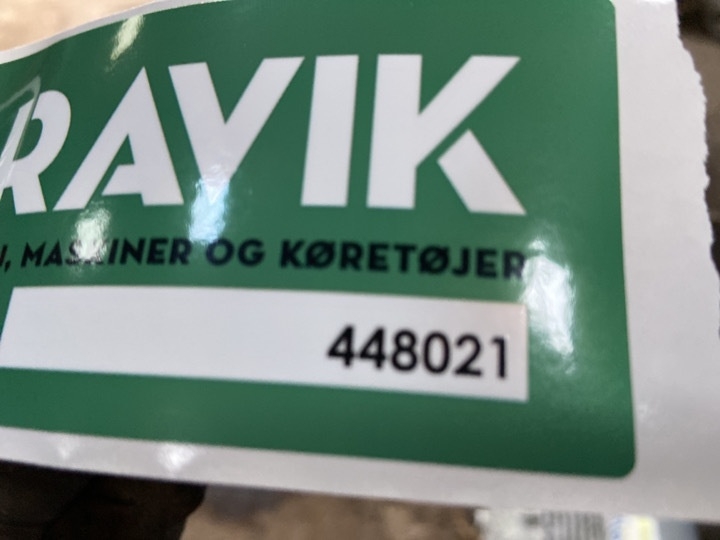 RAVIK
, MASKINER OG KØRETØJER
448021